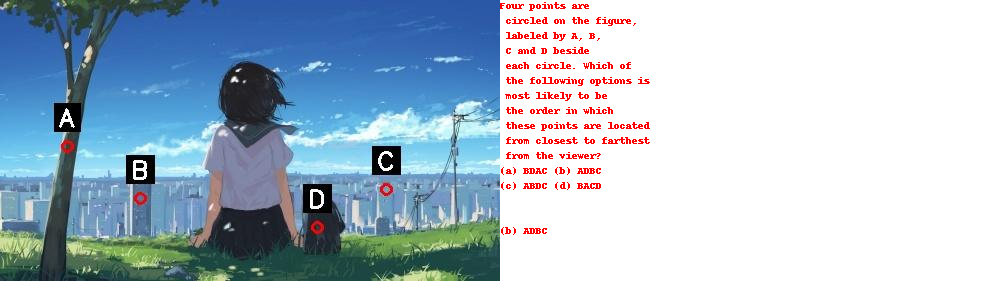 A
B
C
D
Four points are
circled on the figure,
labeled by A, B,
C and D beside
each circle. Which of
the following options is
most likely to be
the order in which
these points are located
from closest to farthest
from the viewer?
(a) BDAC (b) ADBC
(c) ABDC (d) BACD
(b) ADBC